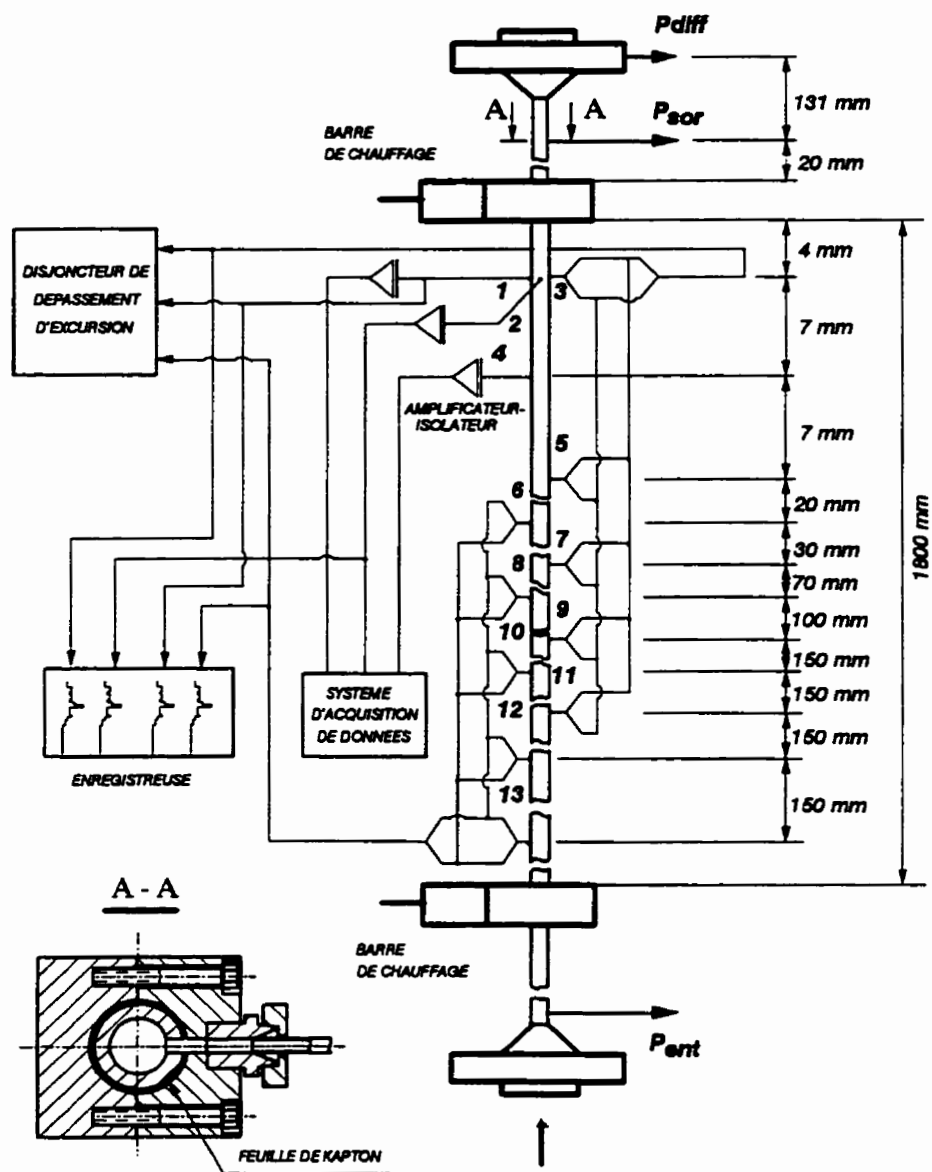 Pdiff
131 mm
A
A
Psor
BARRE
DE CHAUFFAGE
20 mm
4 mm
DISJONCTEUR DE
DEPASSEMENT
D'EXCURSION
1
3
2
7 mm
4
AMPLIFICATEUR-
ISOLATEUR
7 mm
5
6
20 mm
7
30 mm
8
70 mm
1800 mm
9
100 mm
10
150 mm
11
150 mm
12
150 mm
SYSTEME
D'ACQUISITION
DE DONNEES
ENREGISTREUSE
13
150 mm
A - A
BARRE
DE CHAUFFAGE
Pent
FEUILLE DE KAPTON